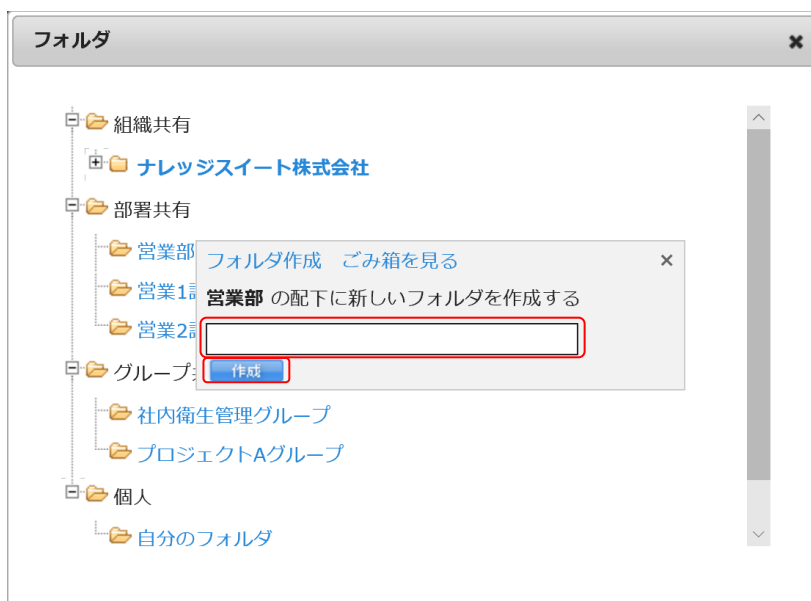 フォルダ
組織共有
ナレッジスイート株式会社
部署共有
営業部
フォルダ作成 ごみ箱を見る
営業1
営業部 の配下に新しいフォルダを作成する
営業2
作成
グループ
社内衛生管理グループ
プロジェクトAグループ
個人
自分のフォルダ